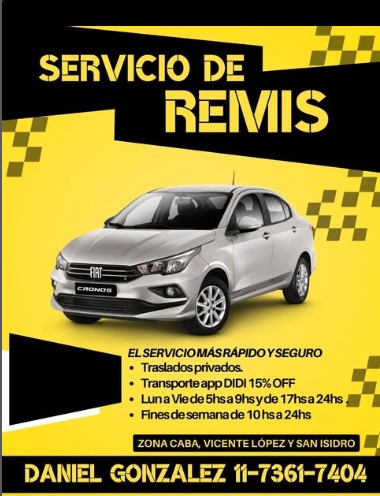 SERVICIO DE
REMIS
FIAT
CRONOS
EL SERVICIO MÁS RÁPIDO Y SEGURO
• Traslados privados.
• Transporte app DIDI 15% OFF
• Lun a Vie de 5hs a 9hs y de 17hs a 24hs .
• Fines de semana de 10 hs a 24hs
ZONA CABA, VICENTE LÓPEZ Y SAN ISIDRO
DANIEL GONZALEZ 11-7361-7404